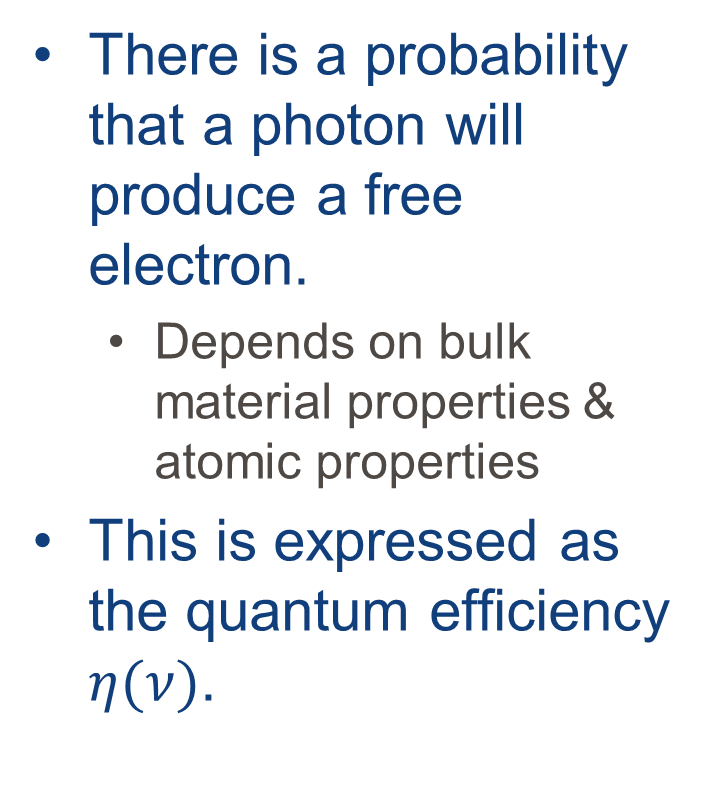 • There is a probability
that a photon will
produce a free
electron.
• Depends on bulk
material properties &
atomic properties
• This is expressed as
the quantum efficiency
𝜂(𝜈).